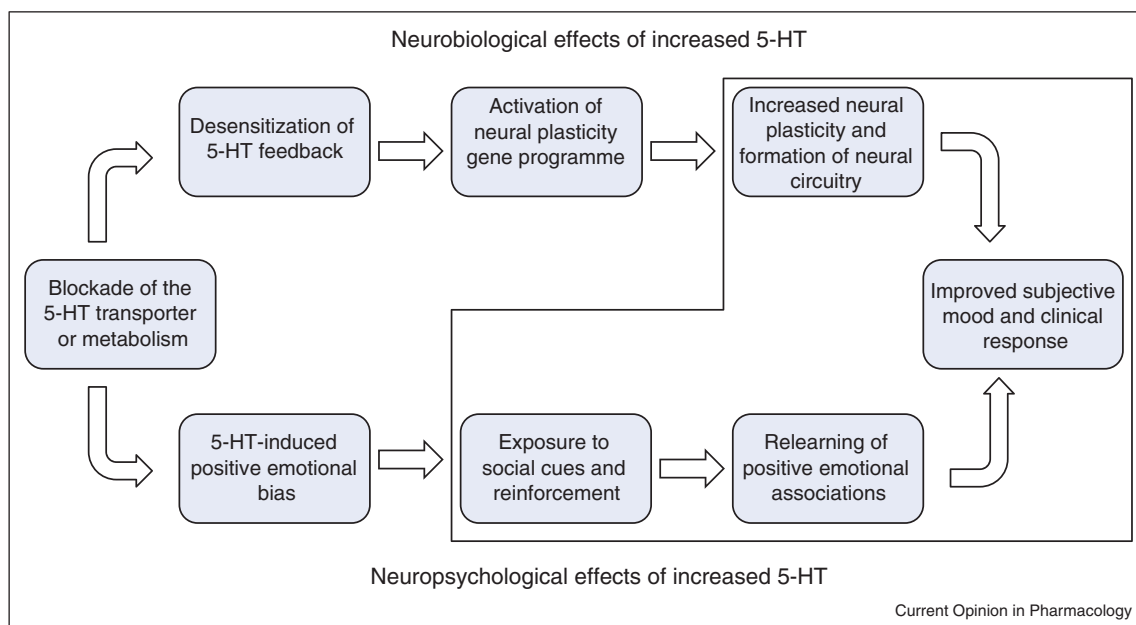 Neurobiological effects of increased 5-HT
Desensitization of
5-HT feedback
Activation of
neural plasticity
gene programme
Increased neural
plasticity and
formation of neural
circuitry
Blockade of the
5-HT transporter
or metabolism
Improved subjective
mood and clinical
response
5-HT-induced
positive emotional
bias
Exposure to
social cues and
reinforcement
Relearning of
positive emotional
associations
Neuropsychological effects of increased 5-HT
Current Opinion in Pharmacology